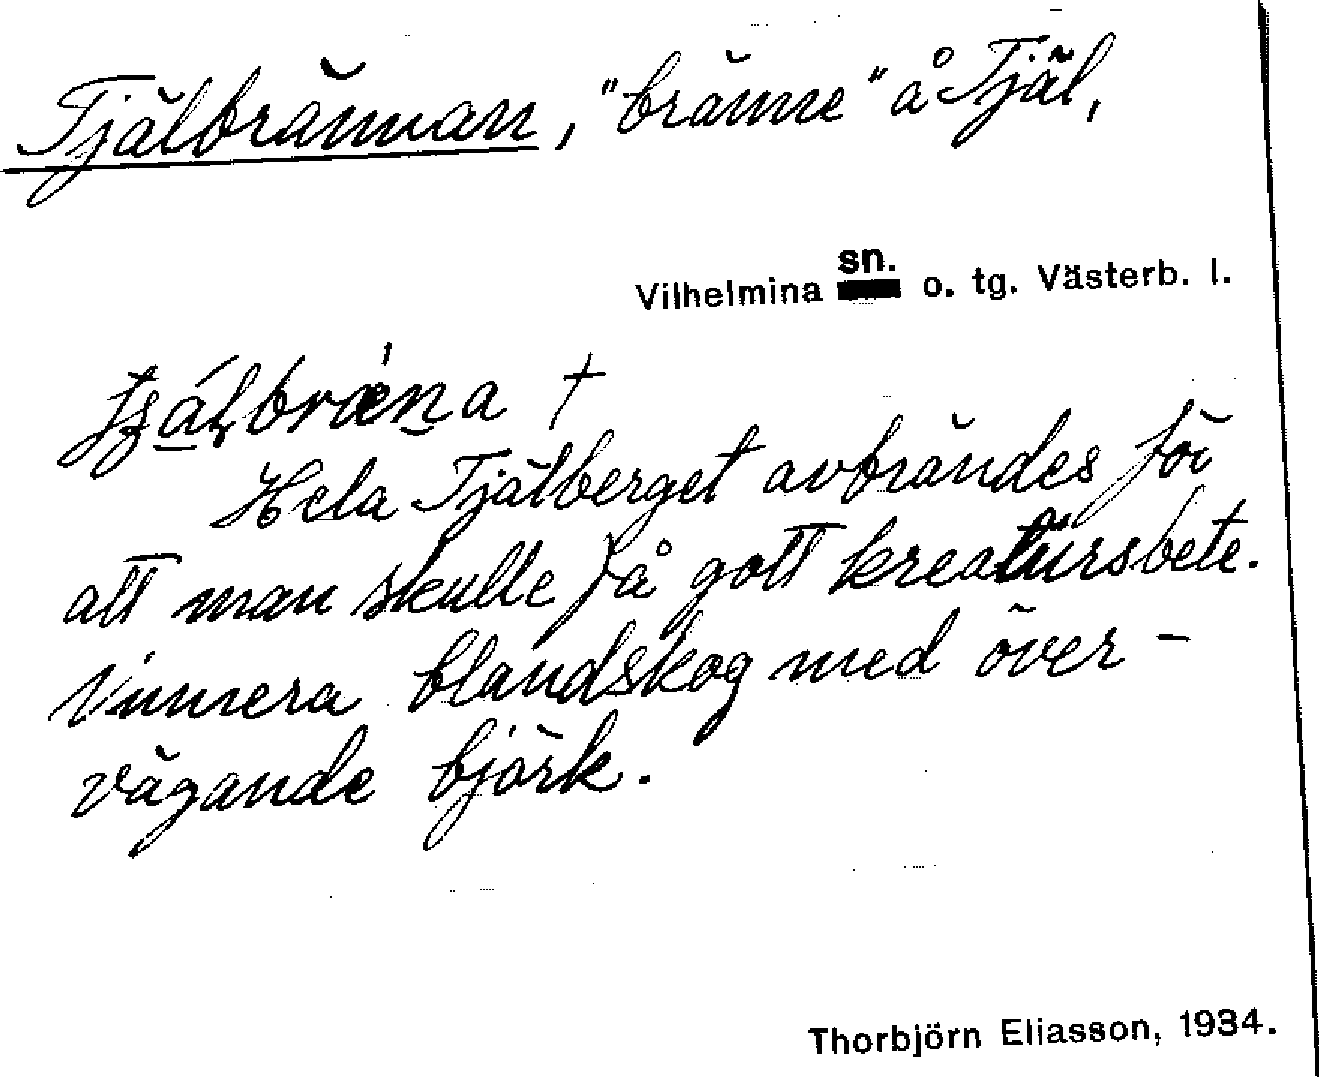 Tjälbrännan, "bränne" å Tjäl,
Vilhelmina sn. o. tg. Västerb. l.
Hela Tjälberget avbrändes för
att man skulle få gott kreatursbete.
Numera blandskog med över-
vägande björk.
Thorbjörn Eliasson, 1934.